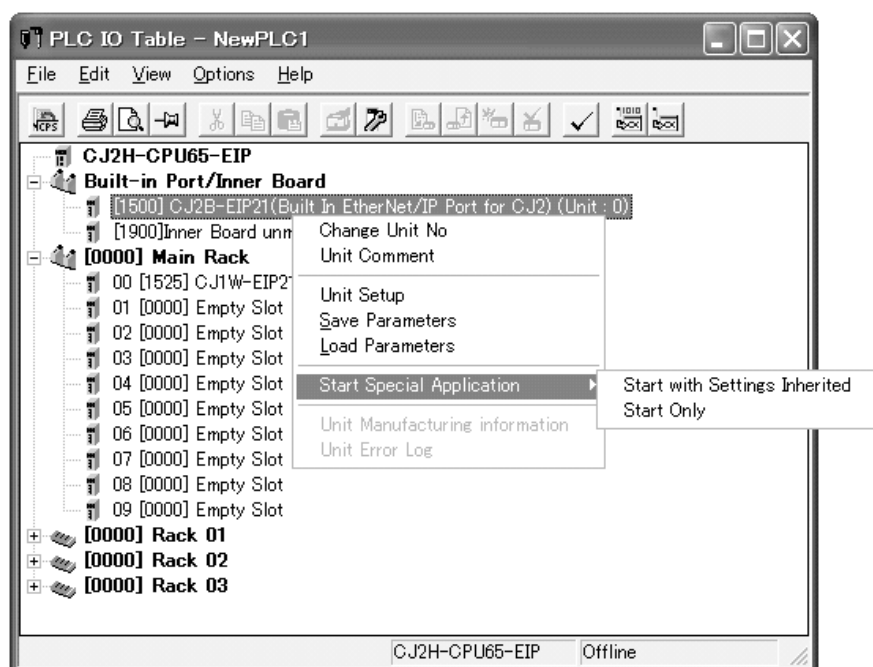 PLC IO Table - NewPLC1
File Edit View Options Help
CJ2H-CPU65-EIP
Built-in Port/Inner Board
[1500] CJ2B-EIP21(Built In EtherNet/IP Port for CJ2) (Unit : 0)
[1900]Inner Board unm
Change Unit No
[0000] Main Rack
Unit Comment
00 [1525] CJ1W-EIP2
01 [0000] Empty Slot
Unit Setup
02 [0000] Empty Slot
Save Parameters
03 [0000] Empty Slot
Load Parameters
04 [0000] Empty Slot
Start Special Application
Start with Settings Inherited
05 [0000] Empty Slot
Start Only
06 [0000] Empty Slot
Unit Manufacturing information
07 [0000] Empty Slot
Unit Error Log
08 [0000] Empty Slot
09 [0000] Empty Slot
[0000] Rack 01
[0000] Rack 02
[0000] Rack 03
CJ2H-CPU65-EIP Offline